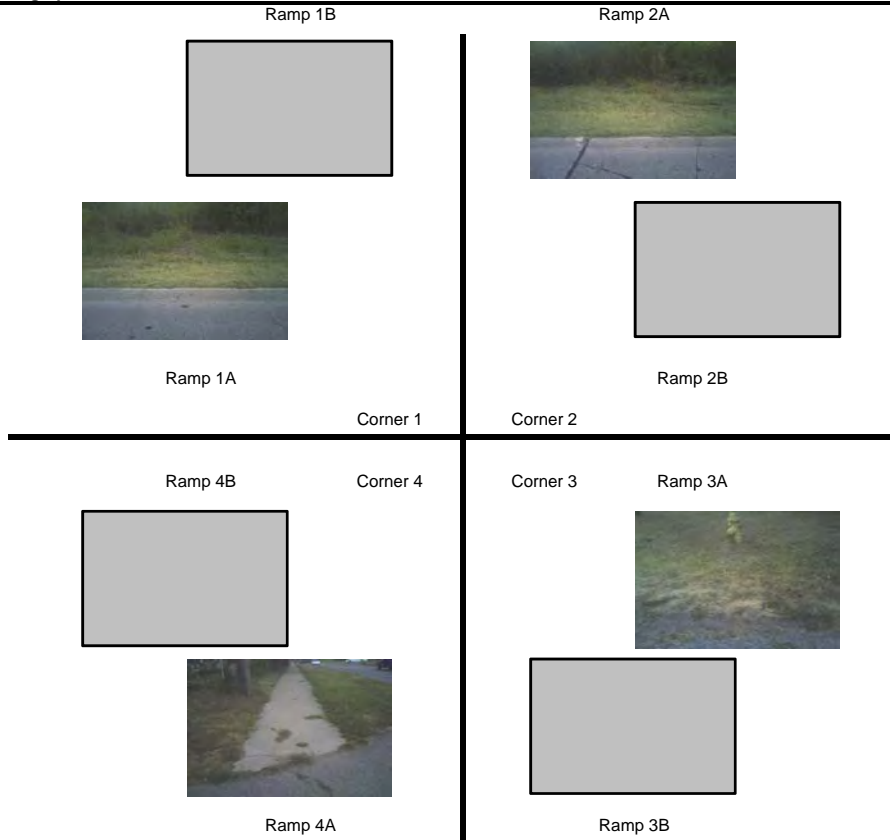 Ramp 1B Ramp 2A
Ramp 1A Ramp 2B
Corner 1 Corner 2
Ramp 4B Corner 4 Corner 3 Ramp 3A
Ramp 4A Ramp 3B